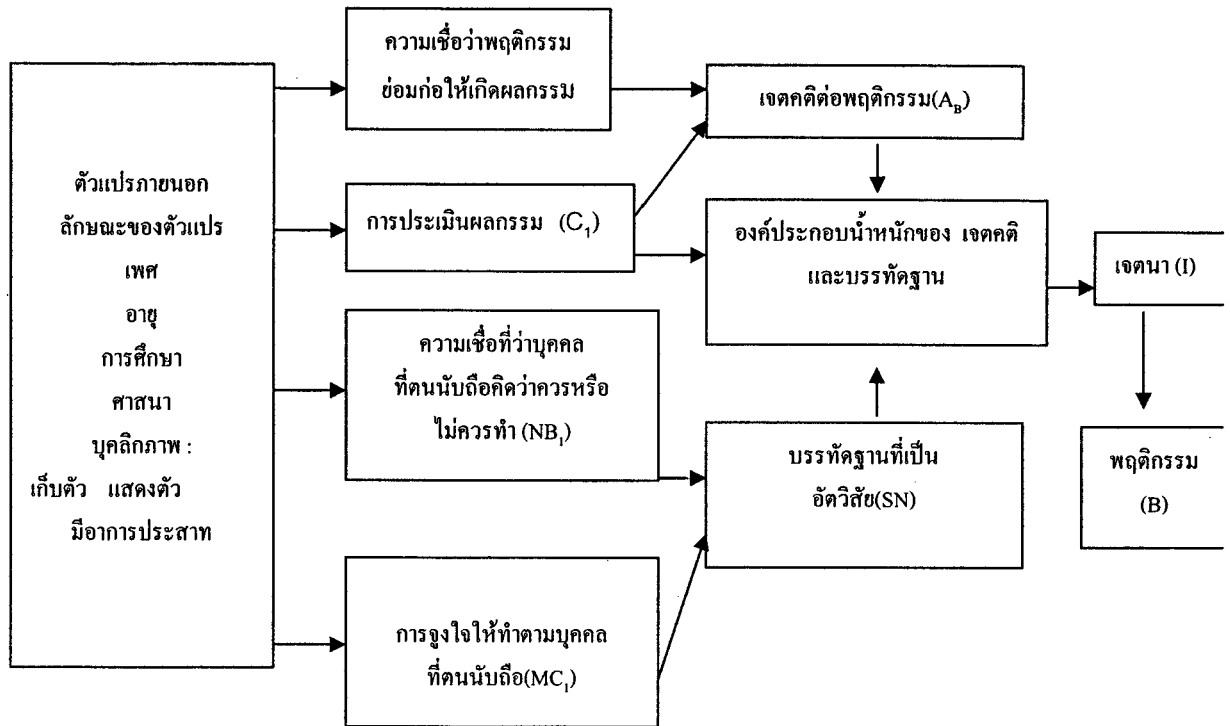 ตัวแปรภายนอก
ลักษณะของตัวแปร
เพศ
อายุ
การศึกษา
ศาสนา
บุคลิกภาพ :
เก็บตัว แสดงตัว
มีอาการประสาท
ความเชื่อว่าพฤติกรรม
ย่อมก่อให้เกิดผลกรรม
การประเมินผลกรรม (C₁)
ความเชื่อที่ว่าบุคคล
ที่ตนนับถือคิดว่าควรหรือ
ไม่ควรทำ (NB₁)
การจูงใจให้ทำตามบุคคล
ที่ตนนับถือ(MC₁)
เจตคติต่อพฤติกรรม(A_B)
องค์ประกอบน้ำหนักของ เจตคติ
และบรรทัดฐาน
บรรทัดฐานที่เป็น
อัตวิสัย(SN)
เจตนา (I)
พฤติกรรม
(B)